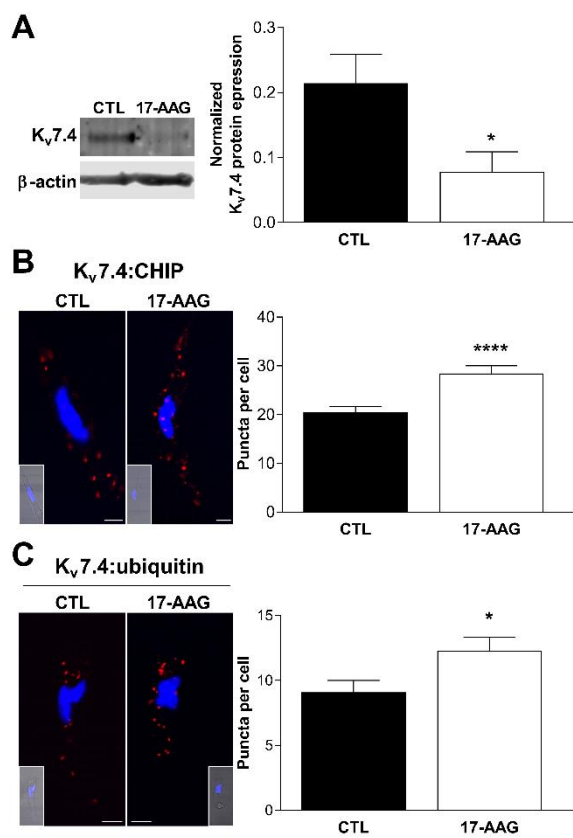 A
CTL 17-AAG
Kv7.4
β-actin
Normalized
Kv7.4 protein epression
0.3
0.2
0.1
0.0
*
CTL 17-AAG
B
Kv7.4:CHIP
CTL 17-AAG
Puncta per cell
40
30
20
10
0
****
CTL 17-AAG
C
Kv7.4:ubiquitin
CTL 17-AAG
Puncta per cell
15
10
5
0
*
CTL 17-AAG